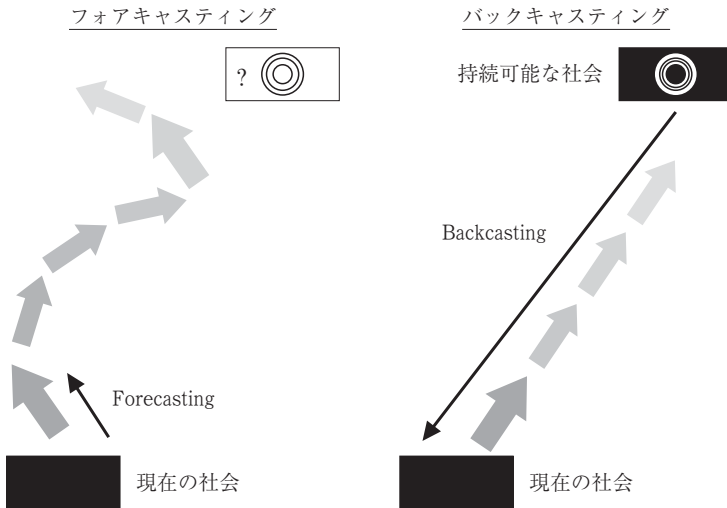 フォアキャスティング
?
Forecasting
現在の社会
バックキャスティング
持続可能な社会
Backcasting
現在の社会